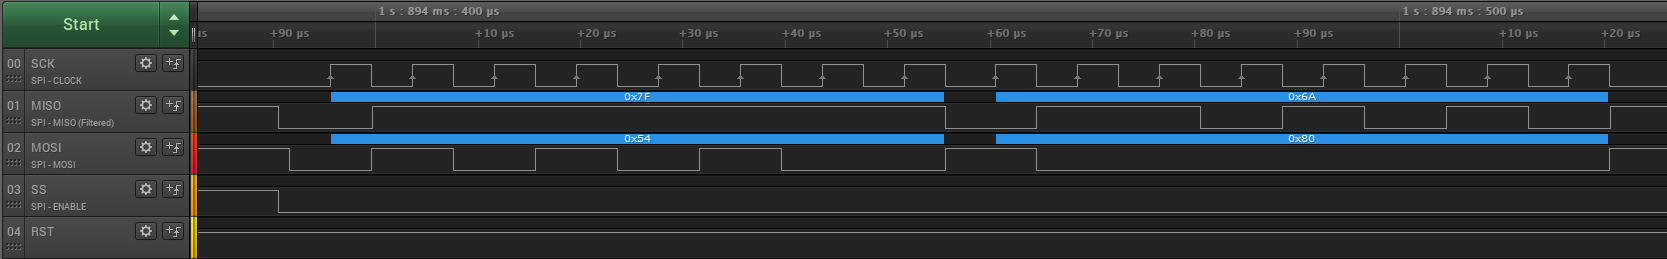 Start
1 s : 894 ms : 400 µs
1 s : 894 ms : 500 µs
µs
+90 µs
+10 µs
+20 µs
+30 µs
+40 µs
+50 µs
+60 µs
+70 µs
+80 µs
+90 µs
+10 µs
+20 µs
00 SCK
SPI - CLOCK
01 MISO
SPI - MISO (Filtered)
0x7F
0x6A
02 MOSI
SPI - MOSI
0x54
0x80
03 SS
SPI - ENABLE
04 RST